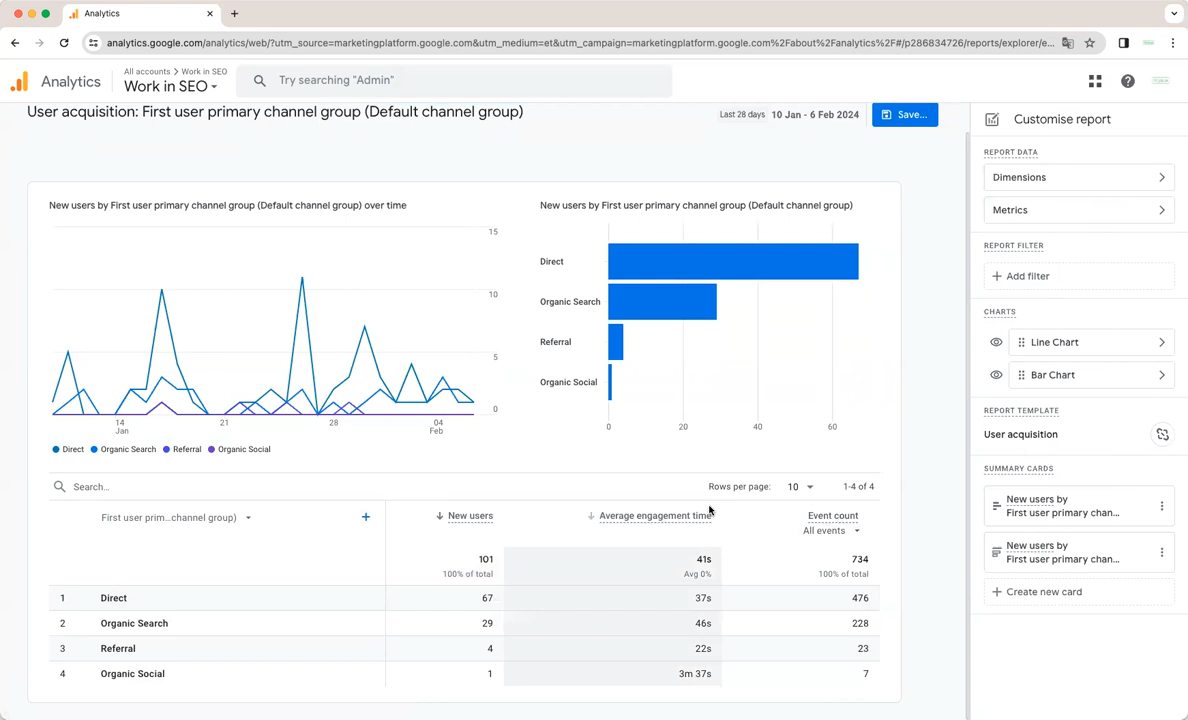 Analytics
analytics.google.com/analytics/web/?utm_source=marketingplatform.google.com&utm_medium=et&utm_campaign=marketingplatform.google.com%2Fabout%2Fanalytics%2F#/p286834726/reports/explorer/e...
Analytics
All accounts > Work in SEO
Work in SEO
Try searching "Admin"
User acquisition: First user primary channel group (Default channel group)
Last 28 days 10 Jan - 6 Feb 2024
Save...
New users by First user primary channel group (Default channel group) over time
15
10
5
0
14 21 28 04
Jan Feb
Direct Organic Search Referral Organic Social
New users by First user primary channel group (Default channel group)
Direct
Organic Search
Referral
Organic Social
0 20 40 60
Search...
Rows per page: 10 1-4 of 4
First user prim...channel group) + New users Average engagement time Event count
All events
101 41s 734
100% of total Avg 0% 100% of total
1 Direct 67 37s 476
2 Organic Search 29 46s 228
3 Referral 4 22s 23
4 Organic Social 1 3m 37s 7
Customise report
REPORT DATA
Dimensions
Metrics
REPORT FILTER
Add filter
CHARTS
Line Chart
Bar Chart
REPORT TEMPLATE
User acquisition
SUMMARY CARDS
New users by
First user primary chan...
New users by
First user primary chan...
Create new card